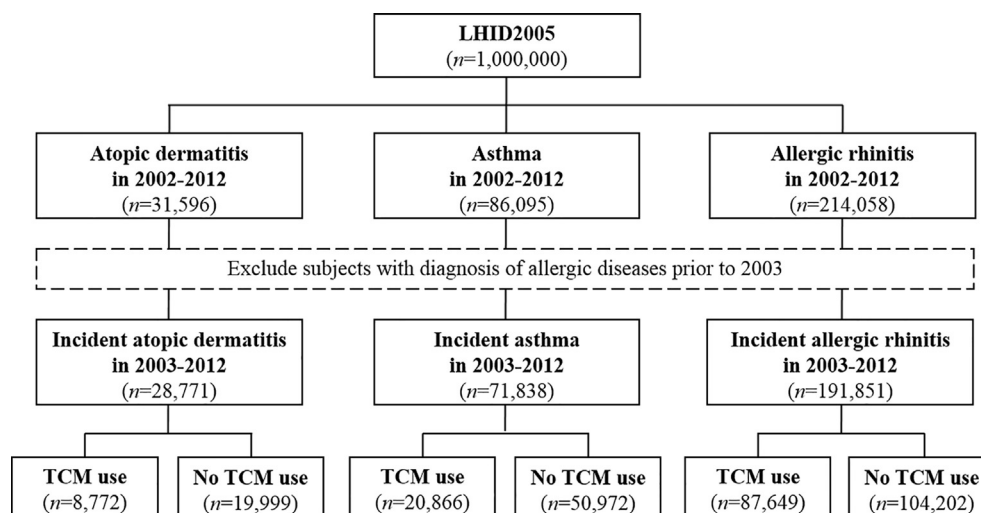 LHID2005
(n=1,000,000)
Atopic dermatitis
in 2002-2012
(n=31,596)
Asthma
in 2002-2012
(n=86,095)
Allergic rhinitis
in 2002-2012
(n=214,058)
Exclude subjects with diagnosis of allergic diseases prior to 2003
Incident atopic dermatitis
in 2003-2012
(n=28,771)
Incident asthma
in 2003-2012
(n=71,838)
Incident allergic rhinitis
in 2003-2012
(n=191,851)
TCM use
(n=8,772)
No TCM use
(n=19,999)
TCM use
(n=20,866)
No TCM use
(n=50,972)
TCM use
(n=87,649)
No TCM use
(n=104,202)